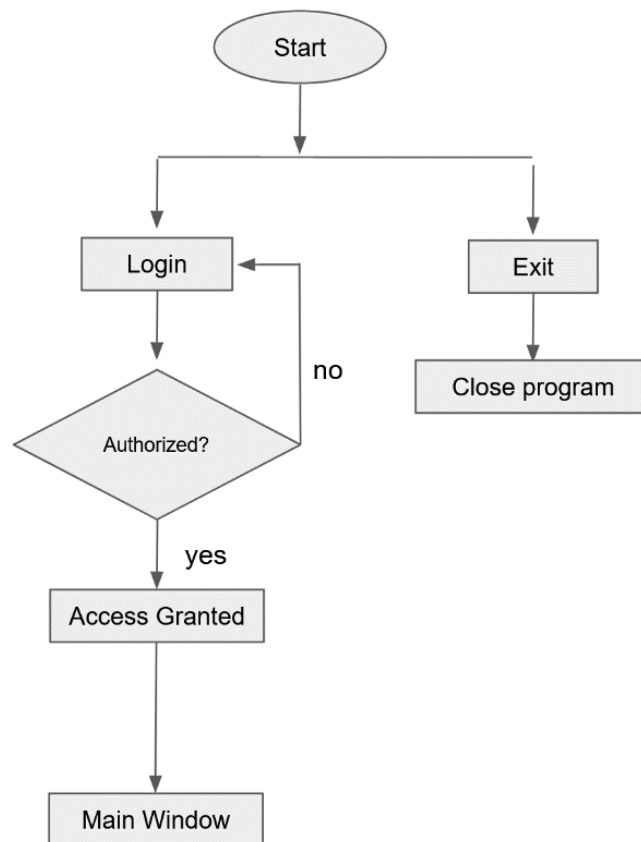 Start
Login
Exit
no
Close program
Authorized?
yes
Access Granted
Main Window